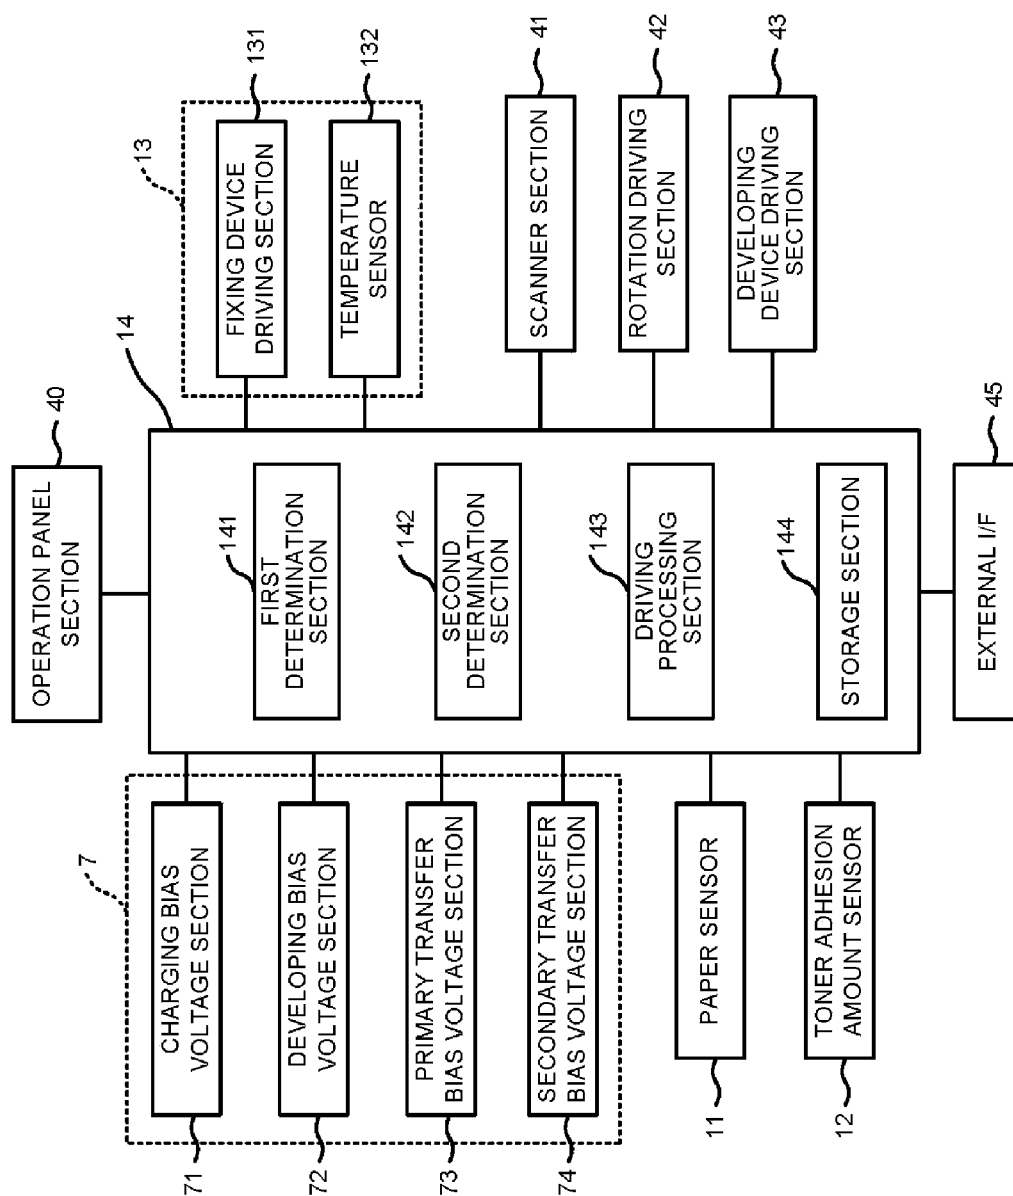 40
OPERATION PANEL
SECTION
14
13
131
FIXING DEVICE
DRIVING SECTION
132
TEMPERATURE
SENSOR
41
SCANNER SECTION
42
ROTATION DRIVING
SECTION
43
DEVELOPING
DEVICE DRIVING
SECTION
141
FIRST
DETERMINATION
SECTION
142
SECOND
DETERMINATION
SECTION
143
DRIVING
PROCESSING
SECTION
144
STORAGE SECTION
7
CHARGING BIAS
VOLTAGE SECTION
71
DEVELOPING BIAS
VOLTAGE SECTION
72
PRIMARY TRANSFER
BIAS VOLTAGE SECTION
73
SECONDARY TRANSFER
BIAS VOLTAGE SECTION
74
PAPER SENSOR
11
TONER ADHESION
AMOUNT SENSOR
12
45
EXTERNAL I/F